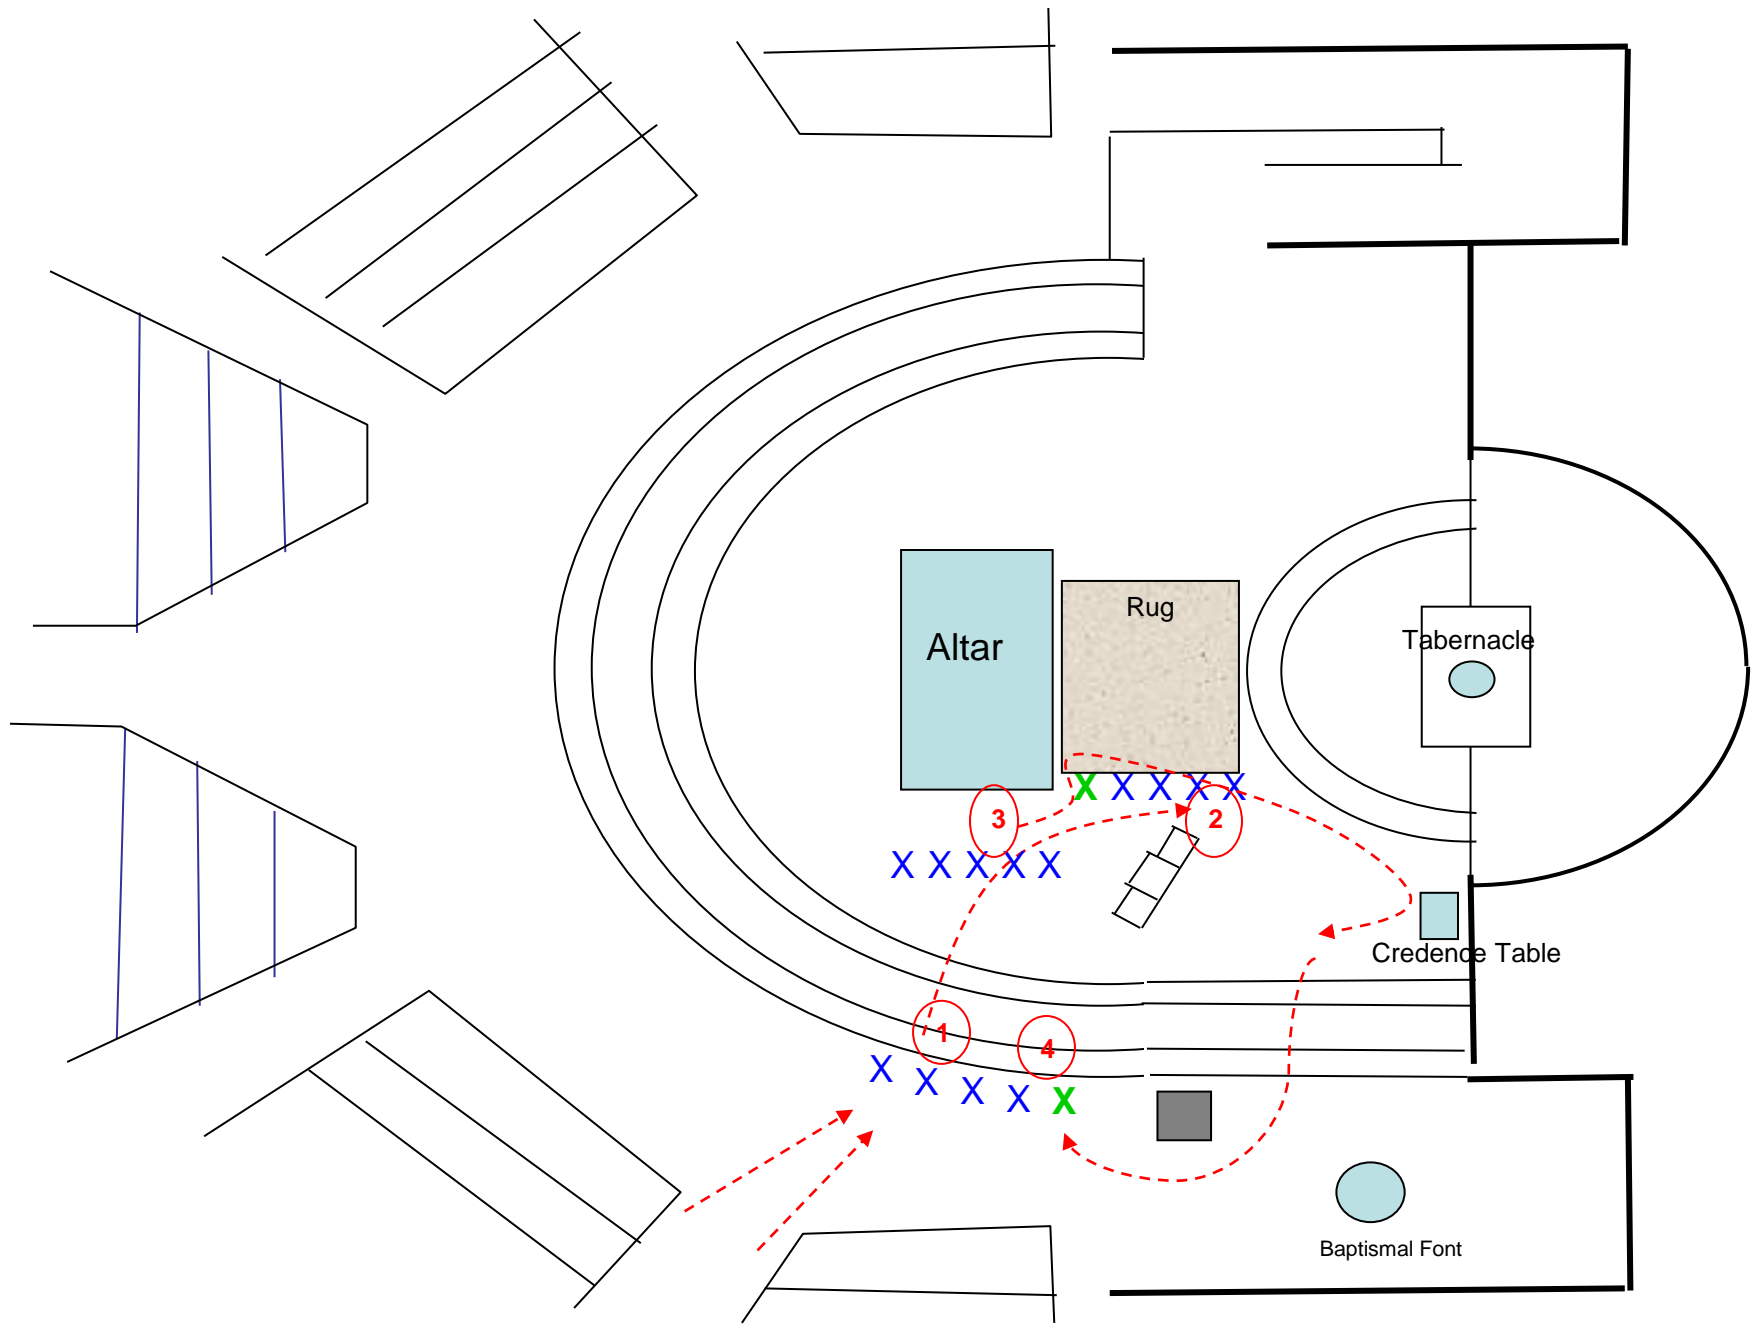 Rug
Altar
Tabernacle
X X X X X
3
2
X X X X X
Credence Table
1
4
X X X X X
Baptismal Font